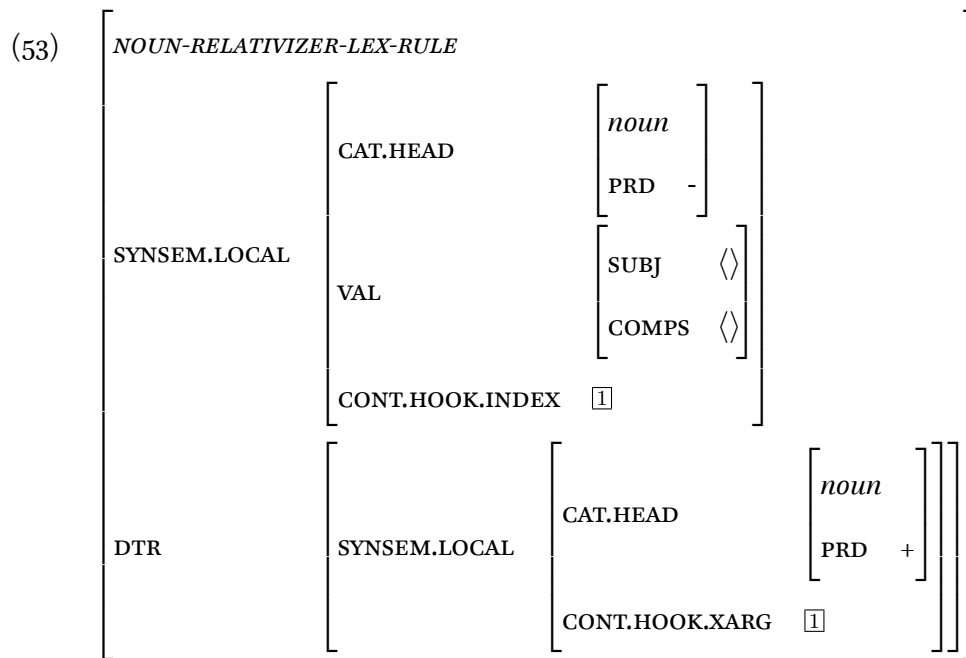 (53)
NOUN-RELATIVIZER-LEX-RULE
noun
CAT.HEAD
PRD -
SYNSEM.LOCAL
SUBJ ⟨⟩
VAL
COMPS ⟨⟩
CONT.HOOK.INDEX 1
noun
CAT.HEAD
PRD +
DTR SYNSEM.LOCAL
CONT.HOOK.XARG 1